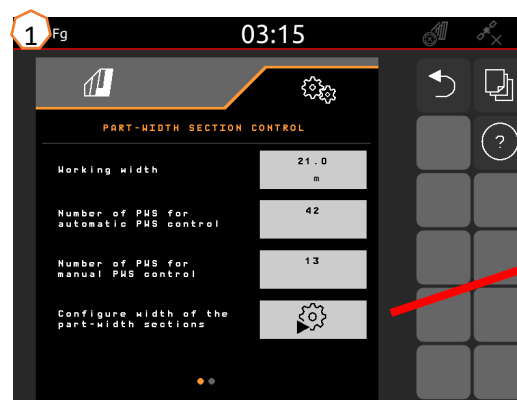 1
Fg
03:15
PART-WIDTH SECTION CONTROL
Working width
21.0
m
Number of PWS for
automatic PWS control
42
Number of PWS for
manual PWS control
13
Configure width of the
part-width sections
?